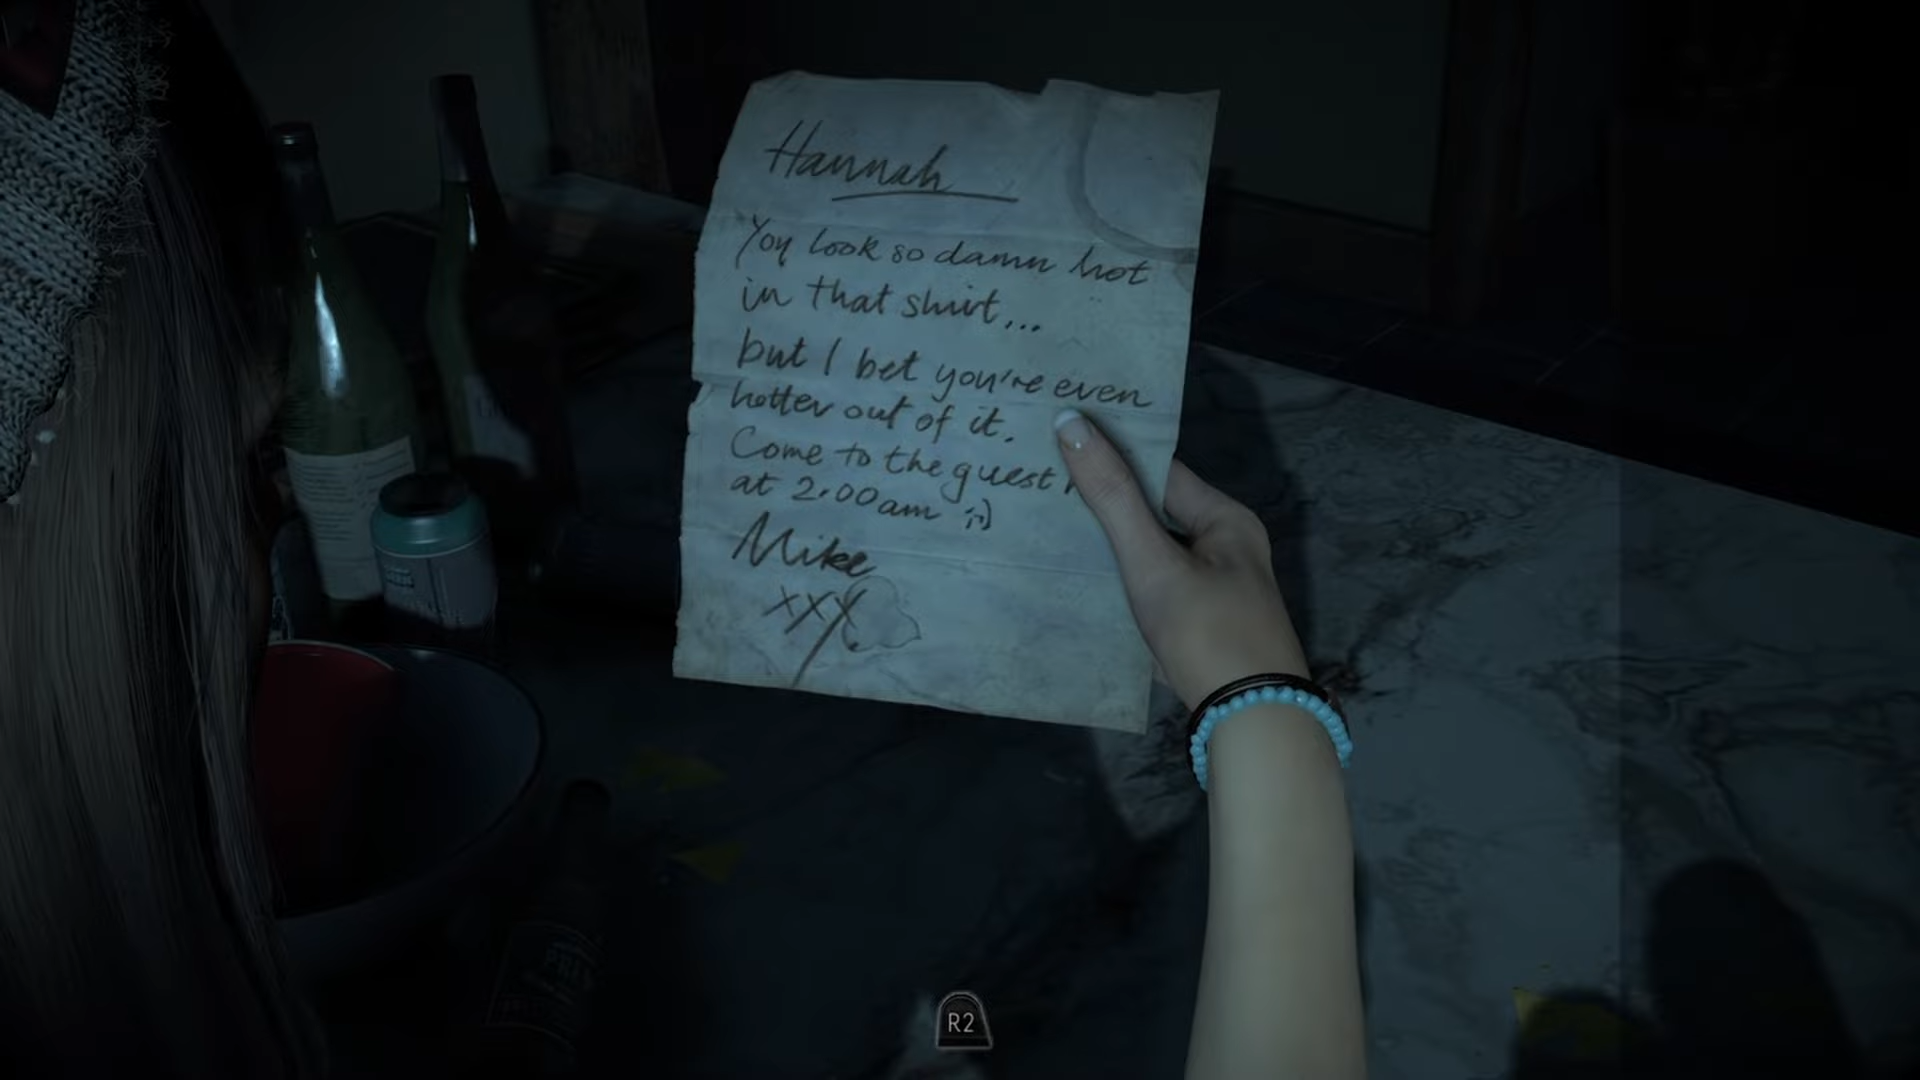 Hannah
You look so damn hot
in that shirt...
but I bet you're even
hotter out of it.
Come to the guest
at 2.00am ;)
Mike
xxx
R2